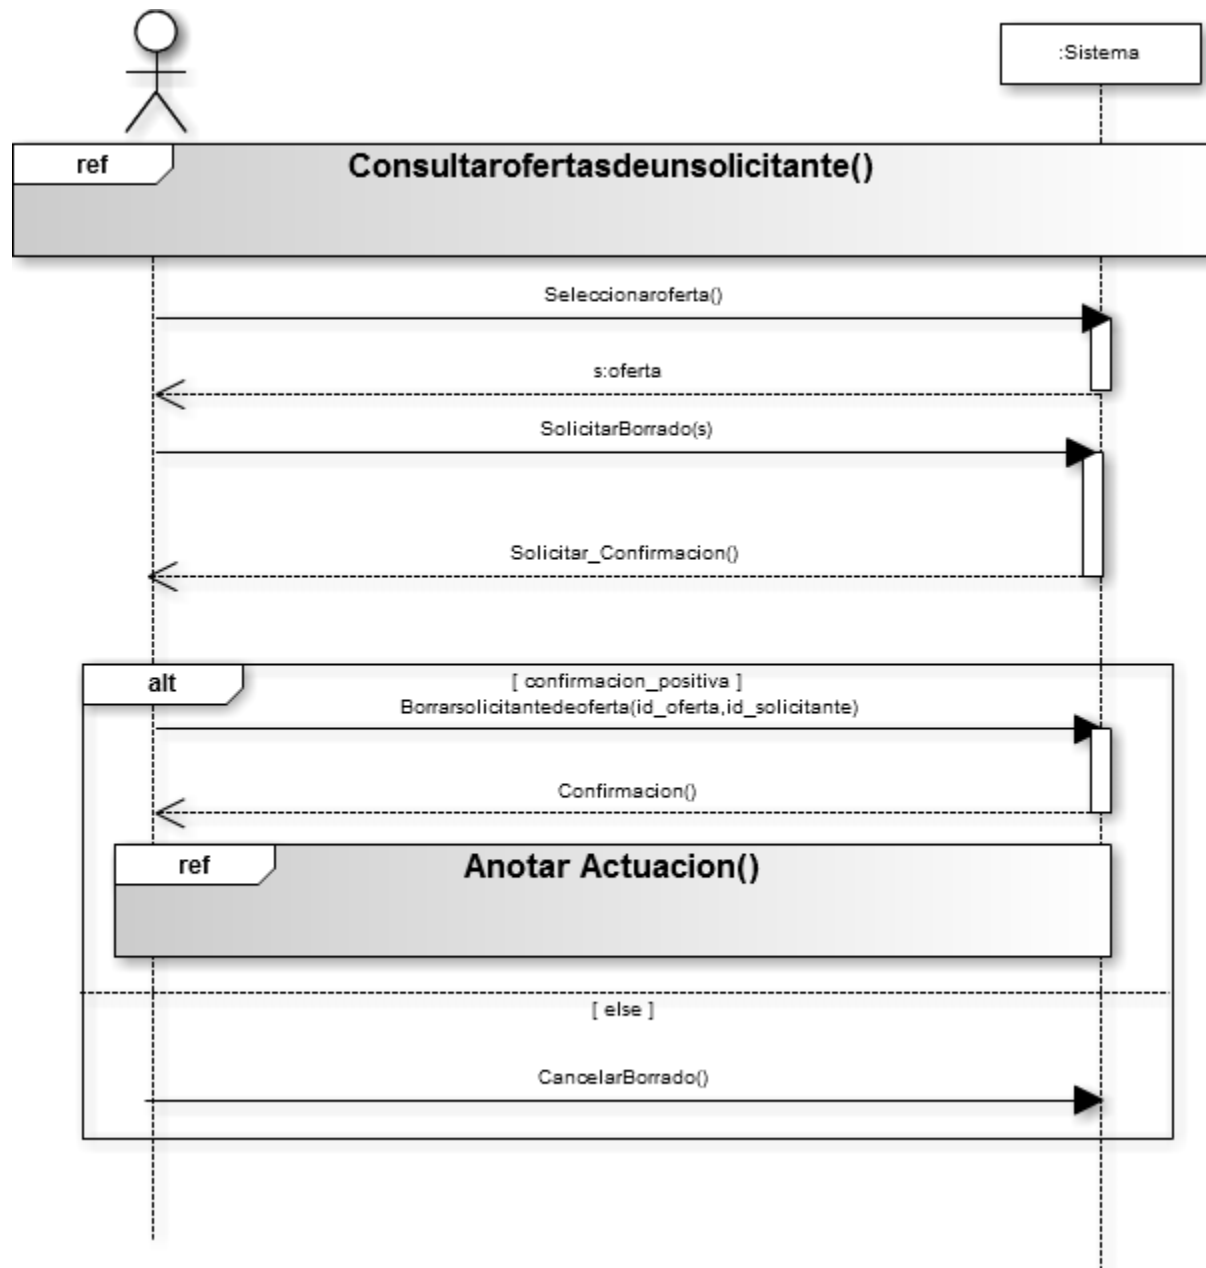 :Sistema
ref
Consultarofertasdeunsolicitante()
Seleccionaroferta()
s:oferta
SolicitarBorrado(s)
Solicitar_Confirmacion()
alt
[ confirmacion_positiva ]
Borrarsolicitantedeoferta(id_oferta,id_solicitante)
Confirmacion()
ref
Anotar Actuacion()
[ else ]
CancelarBorrado()